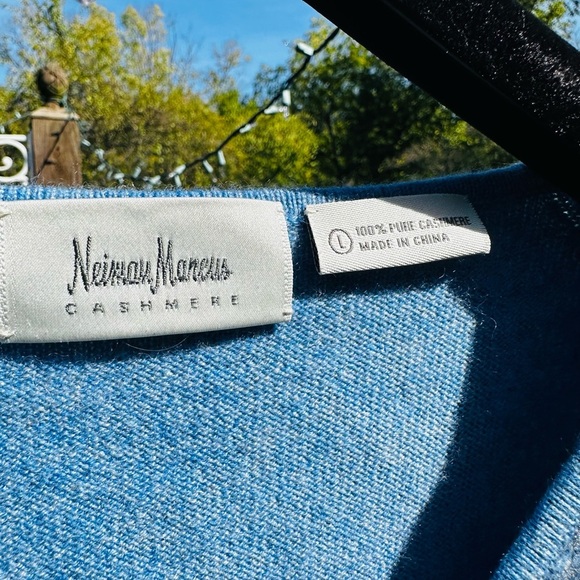 Neiman Marcus
CASHMERE
L
100% PURE CASHMERE
MADE IN CHINA